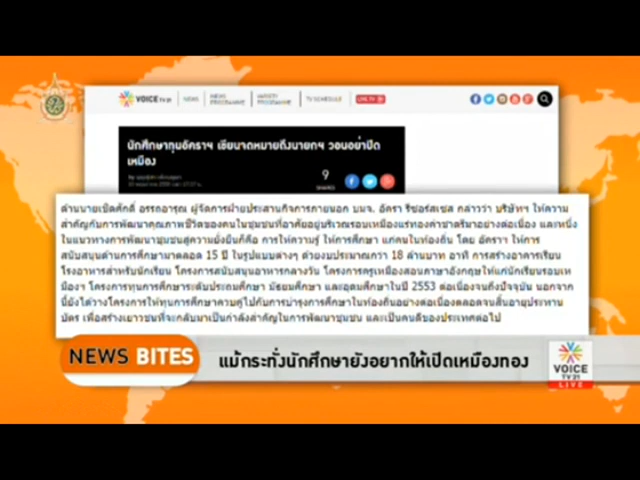 VOICE TV 21
NEWS
NEWS PROGRAMME
VARIETY PROGRAMME
TV SCHEDULE
LIVE TV
นักศึกษาทุนอัคราฯ เขียนจดหมายถึงนายกฯ วอนอย่าปิด
เหมือง
9
SHARES
ด้านนายเชิดศักดิ์ อรรถอารุณ ผู้จัดการฝ่ายประสานกิจการภายนอก บมจ. อัครา รีซอร์สเซส กล่าวว่า บริษัทฯ ให้ความ
สำคัญกับการพัฒนาคุณภาพชีวิตของคนในชุมชนที่อาศัยอยู่บริเวณรอบเหมืองแร่ทองคำชาตรีมาอย่างต่อเนื่อง และหนึ่ง
ในแนวทางการพัฒนาชุมชนสู่ความยั่งยืนก็คือ การให้ความรู้ ให้การศึกษา แก่คนในท้องถิ่น โดย อัคราฯ ให้การ
สนับสนุนด้านการศึกษามาตลอด 15 ปี ในรูปแบบต่างๆ ด้วยงบประมาณกว่า 18 ล้านบาท อาทิ การสร้างอาคารเรียน
โรงอาหารสำหรับนักเรียน โครงการสนับสนุนอาหารกลางวัน โครงการครูเหมืองสอนภาษาอังกฤษให้แก่นักเรียนรอบเห
มืองฯ โครงการทุนการศึกษาระดับประถมศึกษา มัธยมศึกษา และอุดมศึกษาในปี 2553 ต่อเนื่องจนถึงปัจจุบัน นอกจาก
นี้ยังได้วางโครงการให้ทุนการศึกษาควบคู่ไปกับการบำรุงการศึกษาในท้องถิ่นอย่างต่อเนื่องตลอดจนสิ้นอายุประทาน
บัตร เพื่อสร้างเยาวชนที่จะกลับมาเป็นกำลังสำคัญในการพัฒนาชุมชน และเป็นคนดีของประเทศต่อไป
NEWS BITES
แม้กระทั่งนักศึกษายังอยากให้เปิดเหมืองทอง
VOICE
TV 21
LIVE